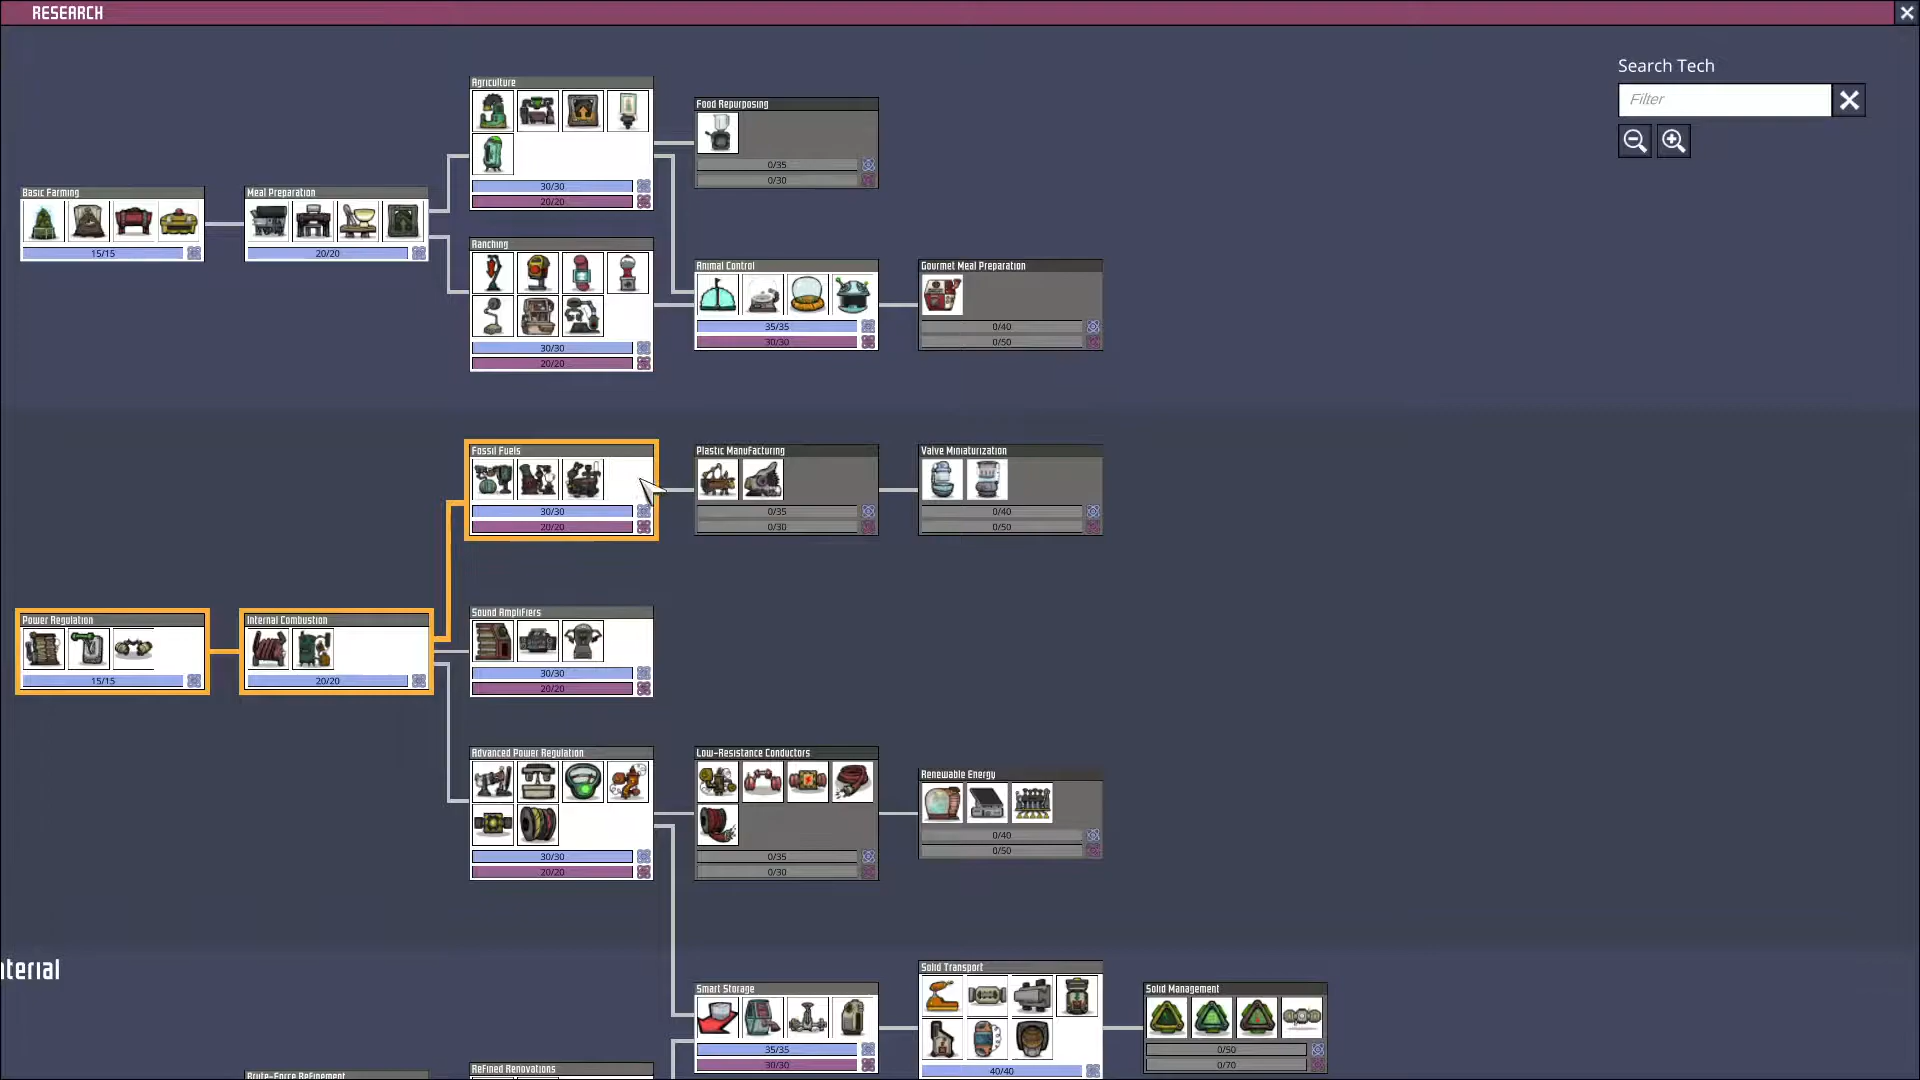 RESEARCH
Search Tech
Filter
Agriculture
30/30
20/20
Food Repurposing
0/35
0/30
Basic Farming
15/15
Meal Preparation
20/20
Ranching
30/30
20/20
Animal Control
35/35
30/30
Gourmet Meal Preparation
0/40
0/50
Fossil Fuels
30/30
20/20
Plastic Manufacturing
0/35
0/30
Valve Miniaturization
0/40
0/50
Power Regulation
15/15
Internal Combustion
20/20
Sound Amplifiers
30/30
20/20
Advanced Power Regulation
30/30
20/20
Low-Resistance Conductors
0/35
0/30
Renewable Energy
0/40
0/50
terial
Smart Storage
35/35
30/30
Solid Transport
40/40
Solid Management
0/50
0/70
Refined Renovations
Brute-Force Refinement